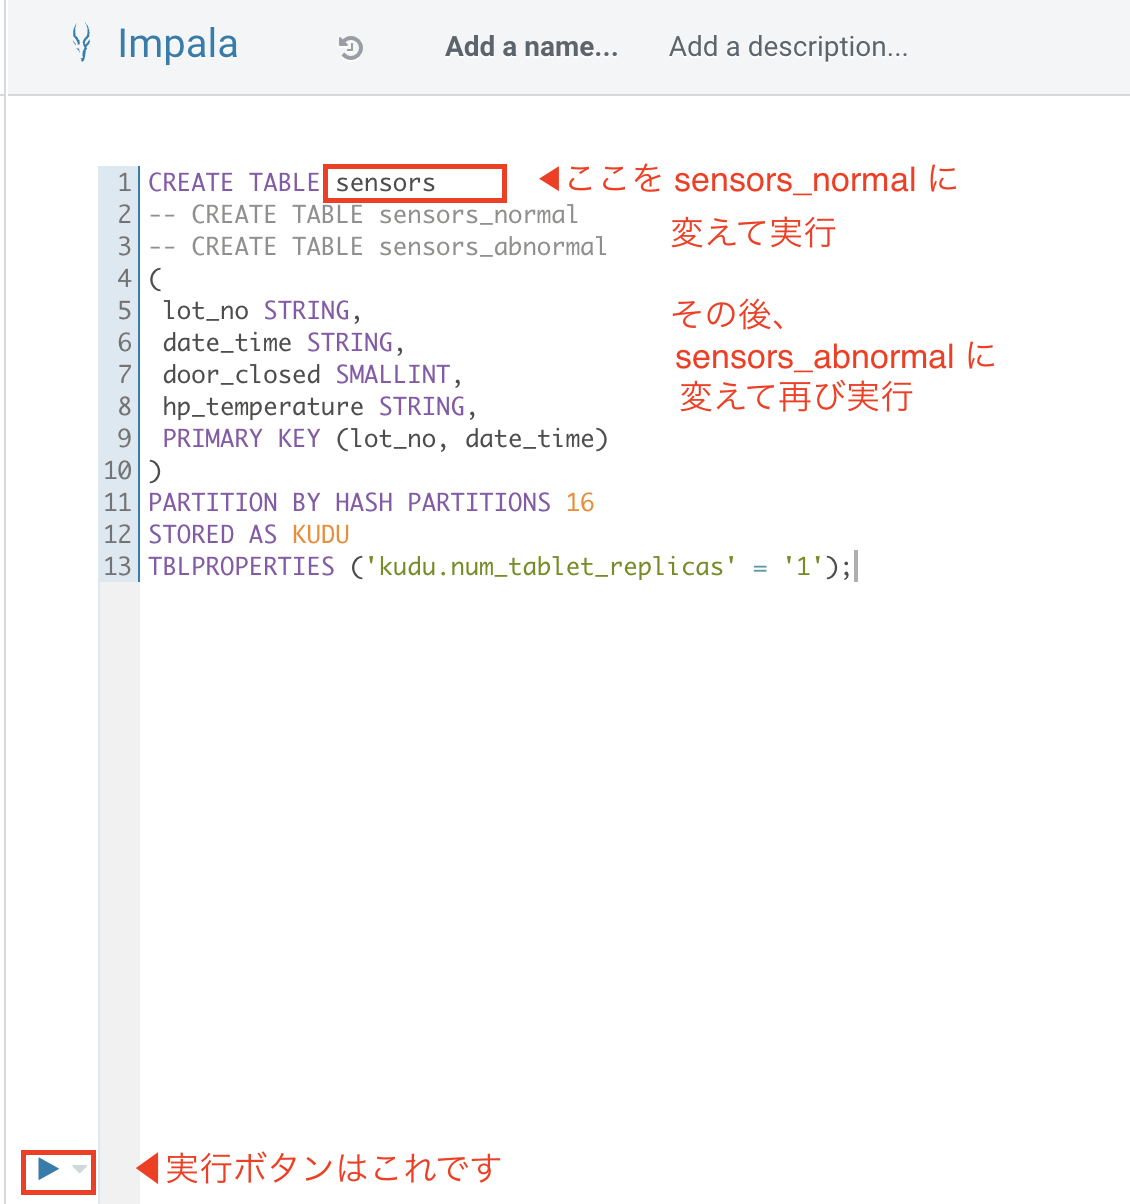 Impala
Add a name...
Add a description...
1 CREATE TABLE sensors
◀ここを sensors_normal に
2 -- CREATE TABLE sensors_normal
変えて実行
3 -- CREATE TABLE sensors_abnormal
4 (
5 lot_no STRING,
その後、
6 date_time STRING,
sensors_abnormal に
7 door_closed SMALLINT,
変えて再び実行
8 hp_temperature STRING,
9 PRIMARY KEY (lot_no, date_time)
10 )
11 PARTITION BY HASH PARTITIONS 16
12 STORED AS KUDU
13 TBLPROPERTIES ('kudu.num_tablet_replicas' = '1');
◀実行ボタンはこれです